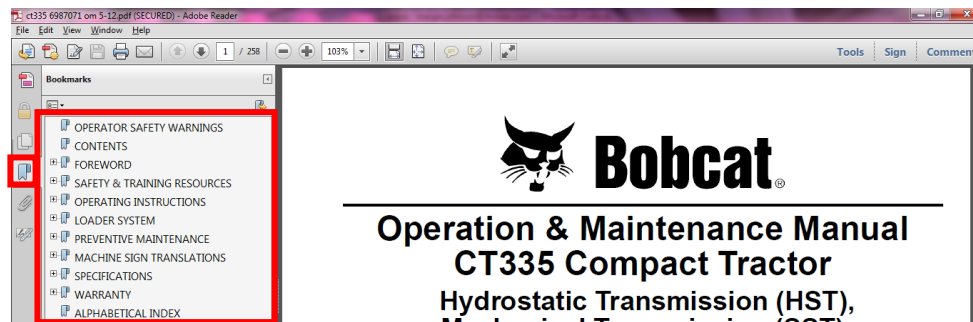 ct335 6987071 om 5-12.pdf (SECURED) - Adobe Reader
File Edit View Window Help
1 / 258 103% Tools Sign Commen
Bookmarks
OPERATOR SAFETY WARNINGS
CONTENTS
FOREWORD
SAFETY & TRAINING RESOURCES
OPERATING INSTRUCTIONS
LOADER SYSTEM
PREVENTIVE MAINTENANCE
MACHINE SIGN TRANSLATIONS
SPECIFICATIONS
WARRANTY
ALPHABETICAL INDEX
Bobcat®
Operation & Maintenance Manual
CT335 Compact Tractor
Hydrostatic Transmission (HST),